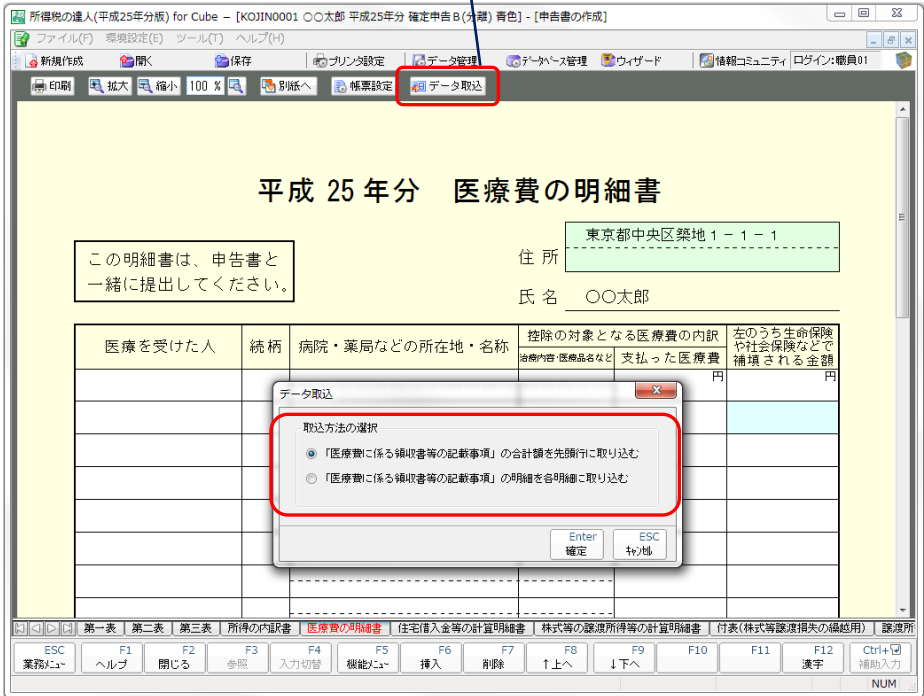 所得税の達人(平成25年分版) for Cube – [KOJIN0001 ○○太郎 平成25年分 確定申告B(分離) 青色] - [申告書の作成]
ファイル(F) 環境設定(E) ツール(T) ヘルプ(H)
新規作成 開く 保存 プリンタ設定 データ管理 データベース管理 ウィザード 情報コミュニティ ログイン:職員01
印刷 拡大 縮小 100 % 別紙へ 帳票設定 データ取込
平成 25 年分 医療費の明細書
この明細書は、申告書と
一緒に提出してください。
住 所 東京都中央区築地1-1-1
氏 名 ○○太郎
医療を受けた人 続柄 病院・薬局などの所在地・名称 控除の対象となる医療費の内訳 左のうち生命保険や社会保険などで補填される金額
治療内容・医療品名など 支払った医療費
円 円
データ取込
取込方法の選択
「医療費に係る領収書等の記載事項」の合計額を先頭行に取り込む
「医療費に係る領収書等の記載事項」の明細を各明細に取り込む
Enter ESC
確定 キャンセル
第一表 第二表 第三表 所得の内訳書 医療費の明細書 住宅借入金等の計算明細書 株式等の譲渡所得等の計算明細書 付表(株式等譲渡損失の繰越用) 譲渡所
ESC F1 F2 F3 F4 F5 F6 F7 F8 F9 F10 F11 F12 Ctrl+
業務メニュー ヘルプ 閉じる 参照 入力切替 機能メニュー 挿入 削除 ↑上へ ↓下へ 漢字 補助入力
NUM